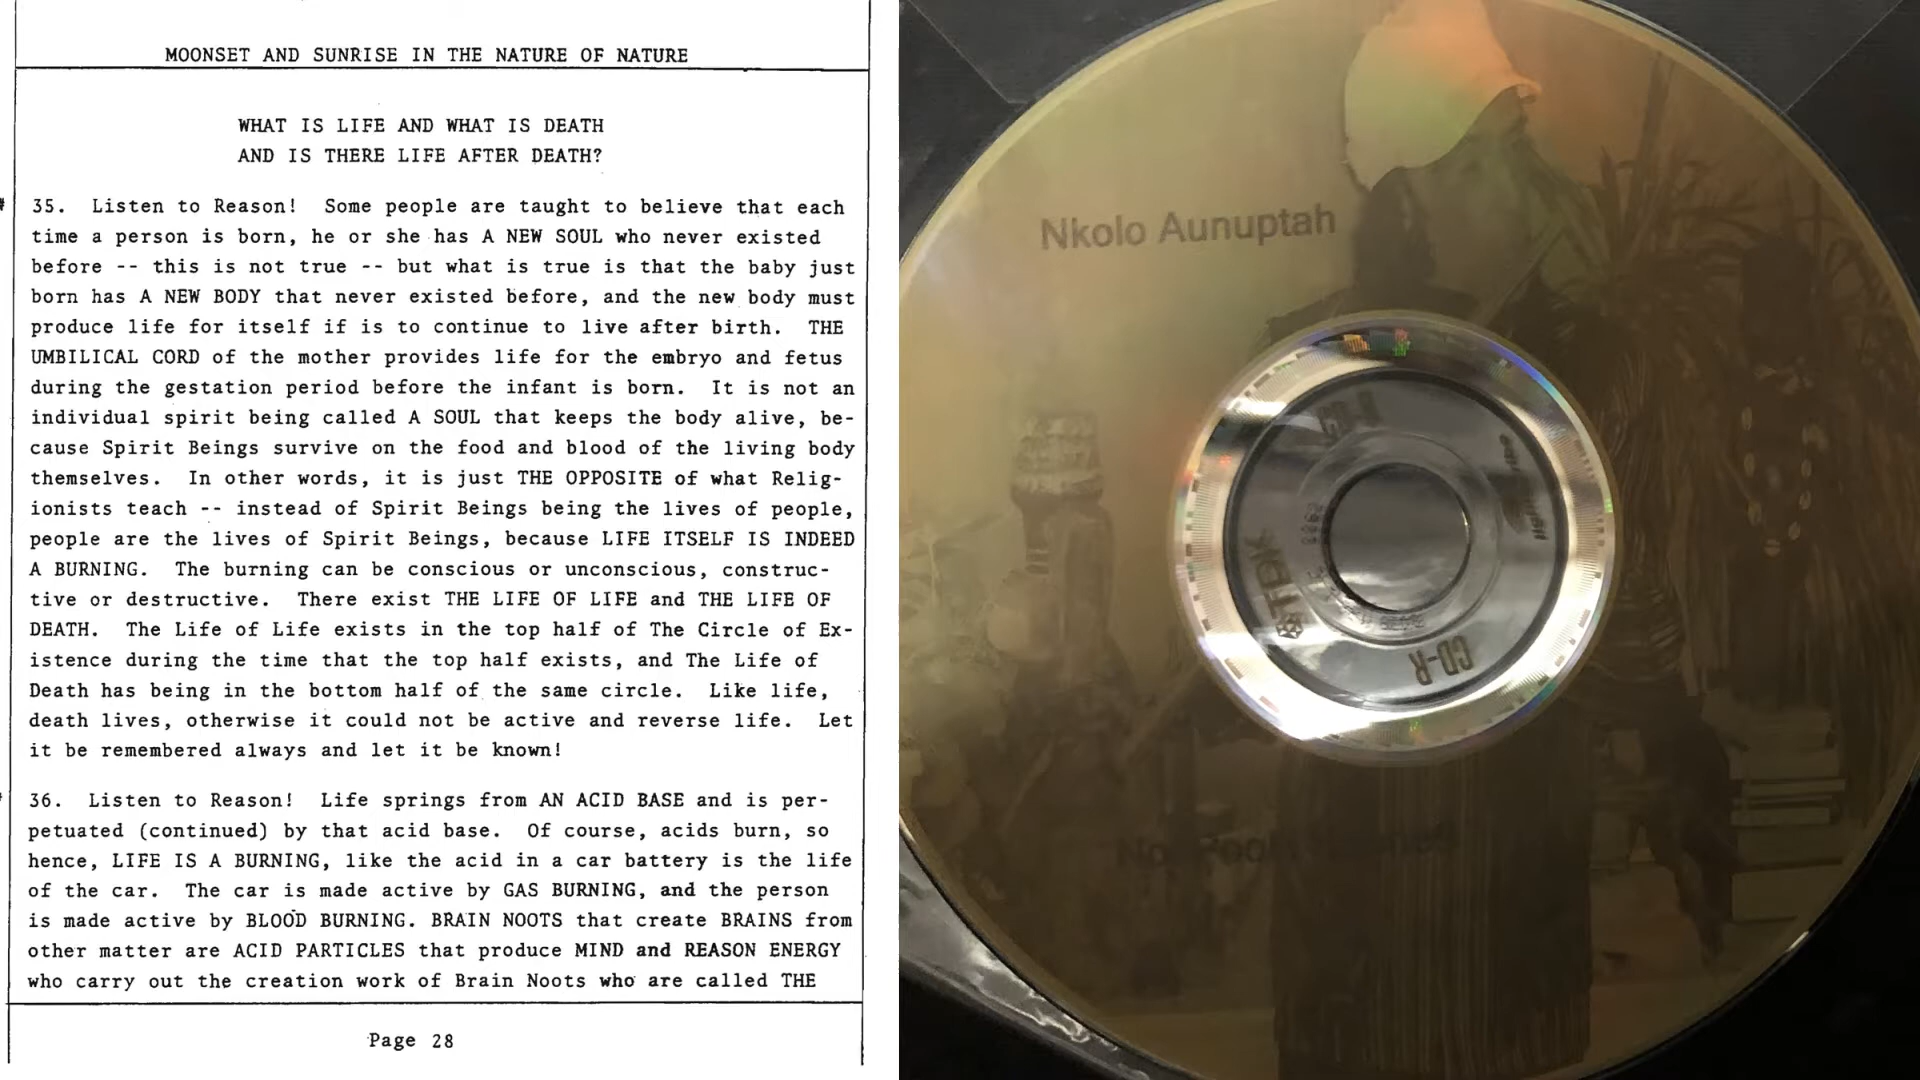 MOONSET AND SUNRISE IN THE NATURE OF NATURE
WHAT IS LIFE AND WHAT IS DEATH
AND IS THERE LIFE AFTER DEATH?
35. Listen to Reason! Some people are taught to believe that each
time a person is born, he or she has A NEW SOUL who never existed
before -- this is not true -- but what is true is that the baby just
born has A NEW BODY that never existed before, and the new body must
produce life for itself if is to continue to live after birth. THE
UMBILICAL CORD of the mother provides life for the embryo and fetus
during the gestation period before the infant is born. It is not an
individual spirit being called A SOUL that keeps the body alive, be-
cause Spirit Beings survive on the food and blood of the living body
themselves. In other words, it is just THE OPPOSITE of what Relig-
ionists teach -- instead of Spirit Beings being the lives of people,
people are the lives of Spirit Beings, because LIFE ITSELF IS INDEED
A BURNING. The burning can be conscious or unconscious, construc-
tive or destructive. There exist THE LIFE OF LIFE and THE LIFE OF
DEATH. The Life of Life exists in the top half of The Circle of Ex-
istence during the time that the top half exists, and The Life of
Death has being in the bottom half of the same circle. Like life,
death lives, otherwise it could not be active and reverse life. Let
it be remembered always and let it be known!
36. Listen to Reason! Life springs from AN ACID BASE and is per-
petuated (continued) by that acid base. Of course, acids burn, so
hence, LIFE IS A BURNING, like the acid in a car battery is the life
of the car. The car is made active by GAS BURNING, and the person
is made active by BLOOD BURNING. BRAIN NOOTS that create BRAINS from
other matter are ACID PARTICLES that produce MIND and REASON ENERGY
who carry out the creation work of Brain Noots who are called THE
Page 28
Nkolo Aunuptah
CD-R
TDK
CD-R